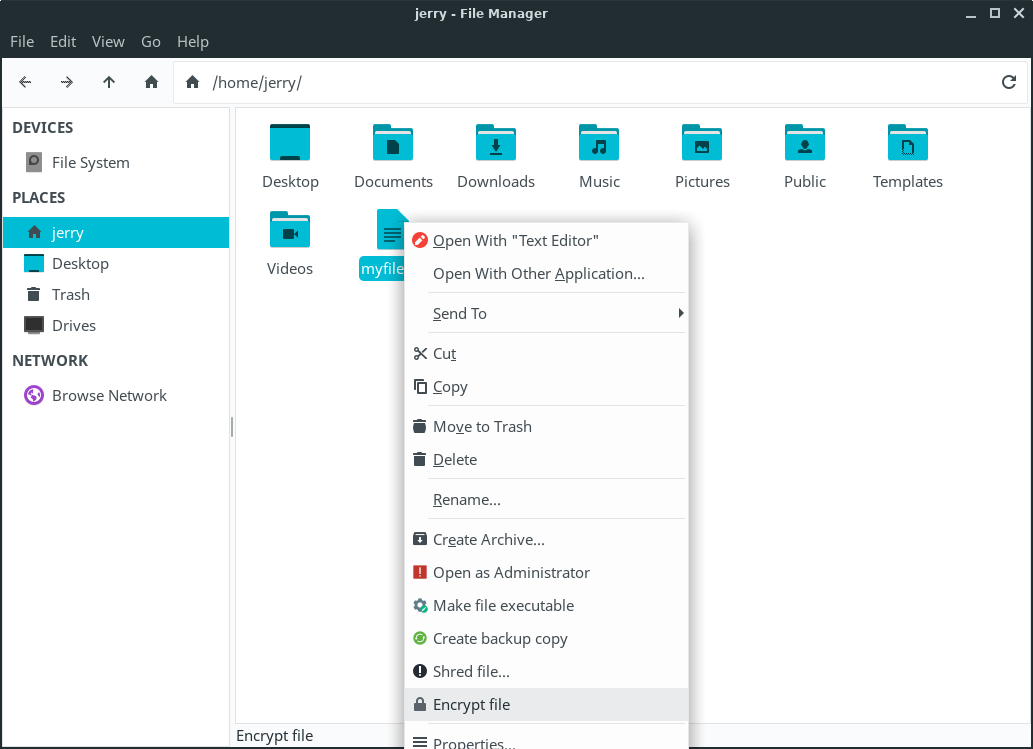 jerry - File Manager
File Edit View Go Help
/home/jerry/
DEVICES
File System
PLACES
jerry
Desktop
Trash
Drives
NETWORK
Browse Network
Desktop Documents Downloads Music Pictures Public Templates
Videos myfile
Open With "Text Editor"
Open With Other Application...
Send To
Cut
Copy
Move to Trash
Delete
Rename...
Create Archive...
Open as Administrator
Make file executable
Create backup copy
Shred file...
Encrypt file
Properties...
Encrypt file